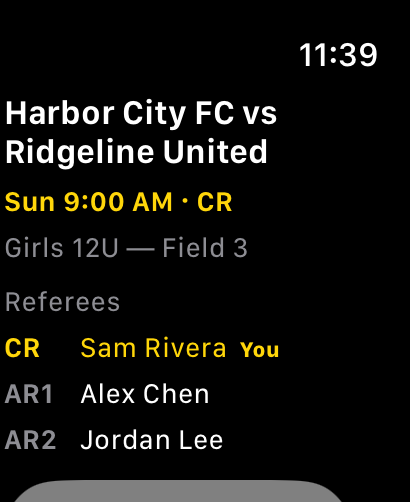 11:39
Harbor City FC vs
Ridgeline United
Sun 9:00 AM · CR
Girls 12U — Field 3
Referees
CR Sam Rivera You
AR1 Alex Chen
AR2 Jordan Lee